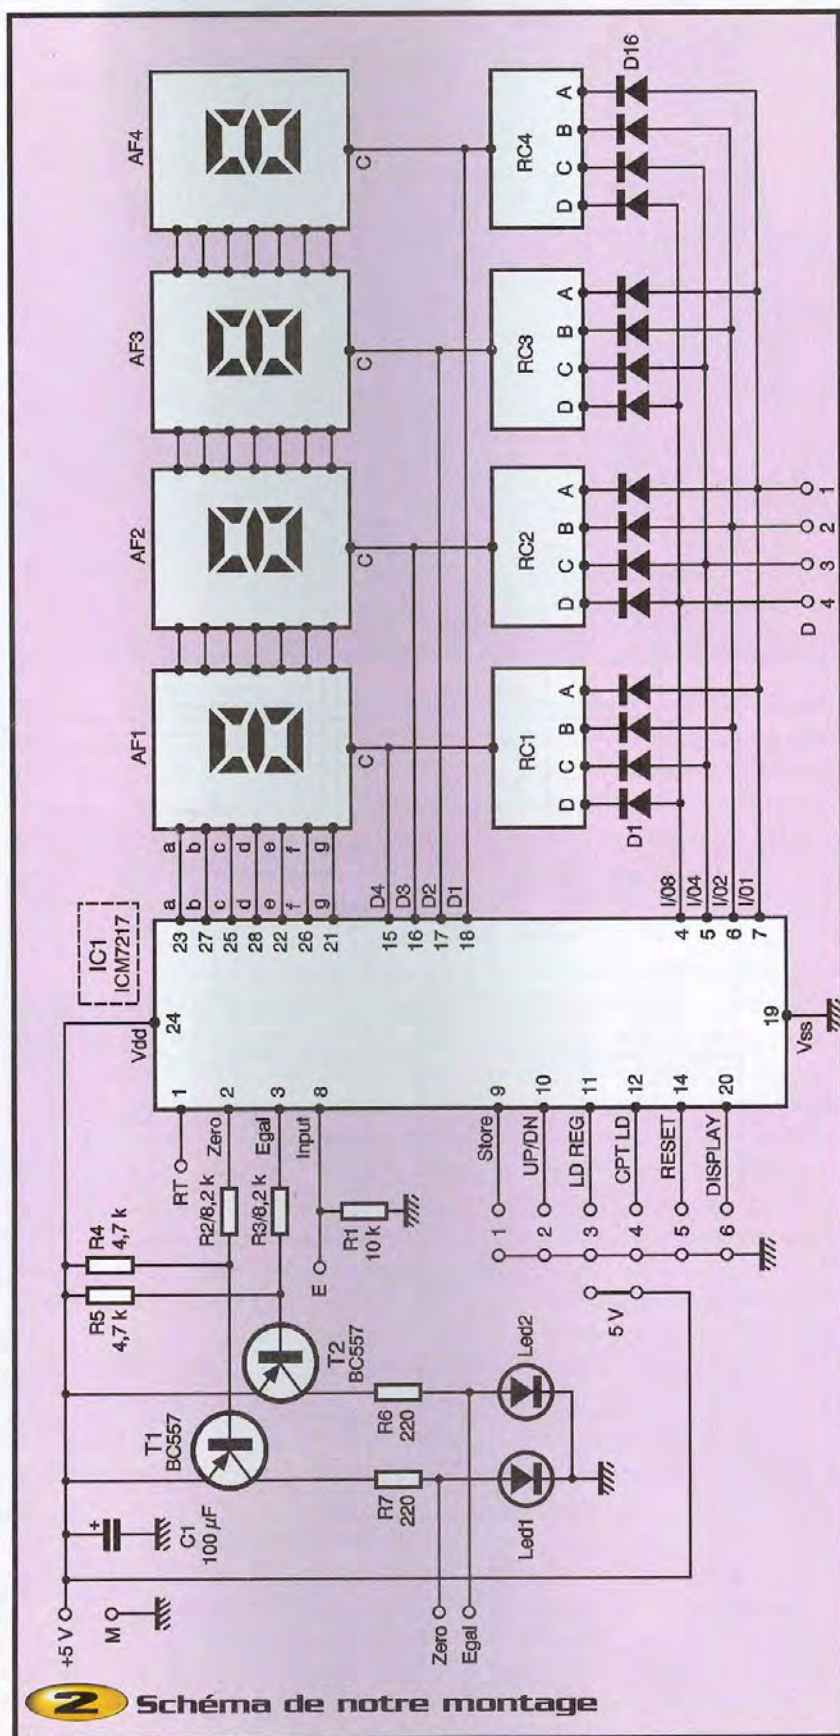 AF1
AF2
AF3
AF4
IC1
ICM7217
Vdd
24
+5 V
M
C1
100 µF
T1
BC557
T2
BC557
R5
4,7 k
R4
4,7 k
RT
1
R2/8,2 k
Zero
2
R3/8,2 k
Egal
3
E
Input
8
R1
10 k
R7
220
R6
220
Led1
Led2
Zero
Egal
5 V
1
Store
9
2
UP/DN
10
3
LD REG
11
4
CPT LD
12
5
RESET
14
6
DISPLAY
20
19
Vss
23 a a
27 b b
25 c c
28 d d
22 e e
26 f f
21 g g
15 D4
16 D3
17 D2
18 D1
C
C
C
C
4 I/08
5 I/04
6 I/02
7 I/01
RC1
D C B A
RC2
D C B A
RC3
D C B A
RC4
D C B A
D1
D16
D 4 3 2 1
2 Schéma de notre montage